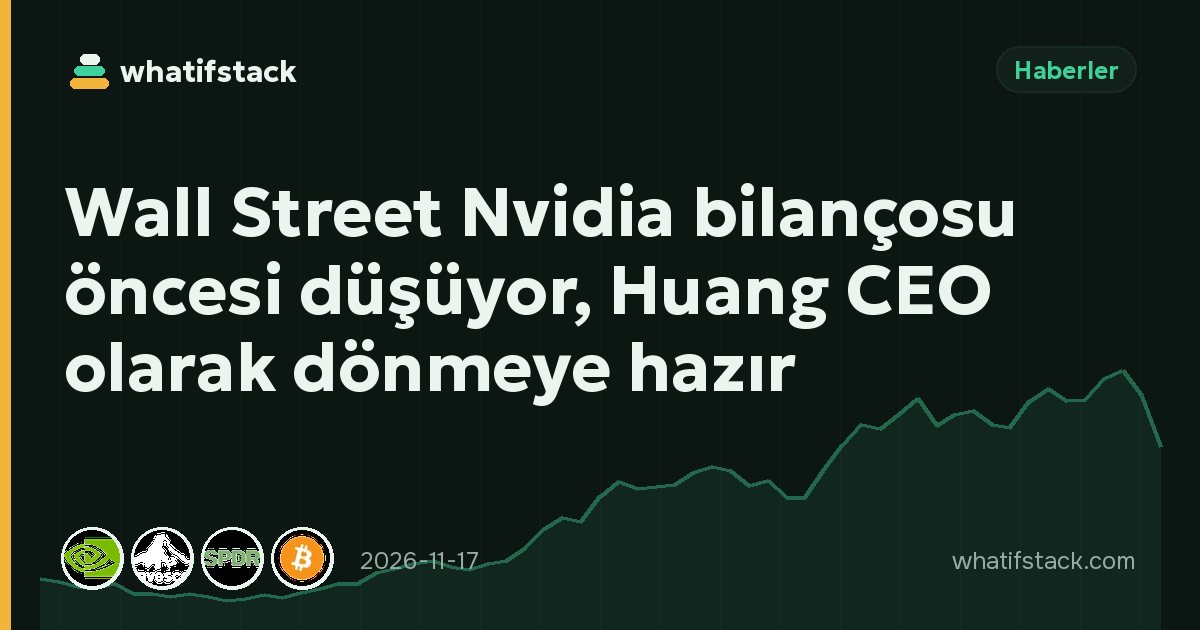 whatifstack
Haberler
Wall Street Nvidia bilançosu
öncesi düşüyor, Huang CEO
olarak dönmeye hazır
SPDR
2026-11-17
whatifstack.com